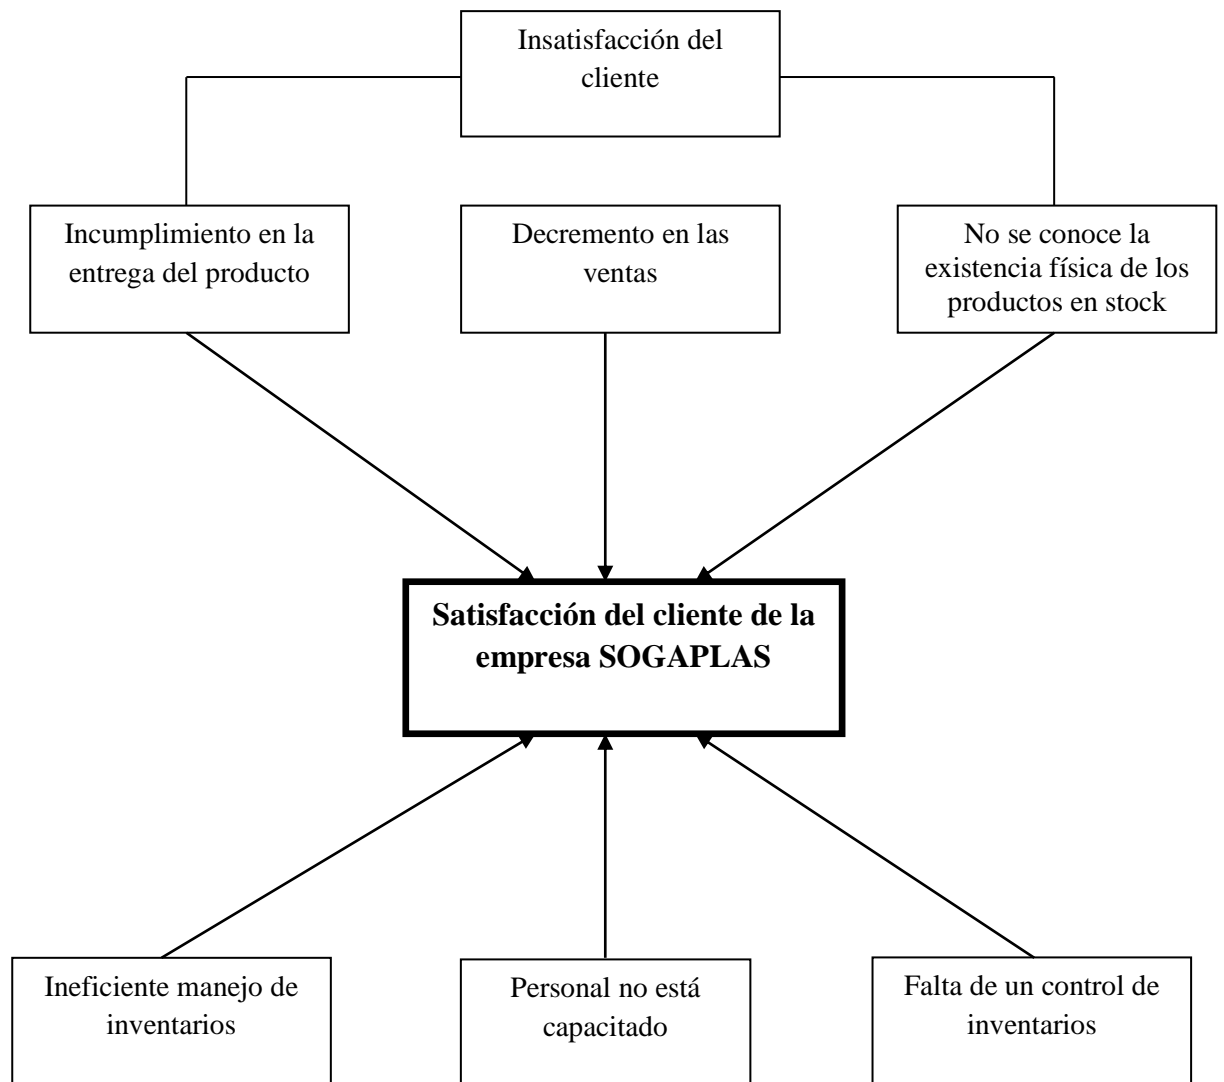 Insatisfacción del
cliente
Incumplimiento en la
entrega del producto
Decremento en las
ventas
No se conoce la
existencia física de los
productos en stock
Satisfacción del cliente de la
empresa SOGAPLAS
Ineficiente manejo de
inventarios
Personal no está
capacitado
Falta de un control de
inventarios